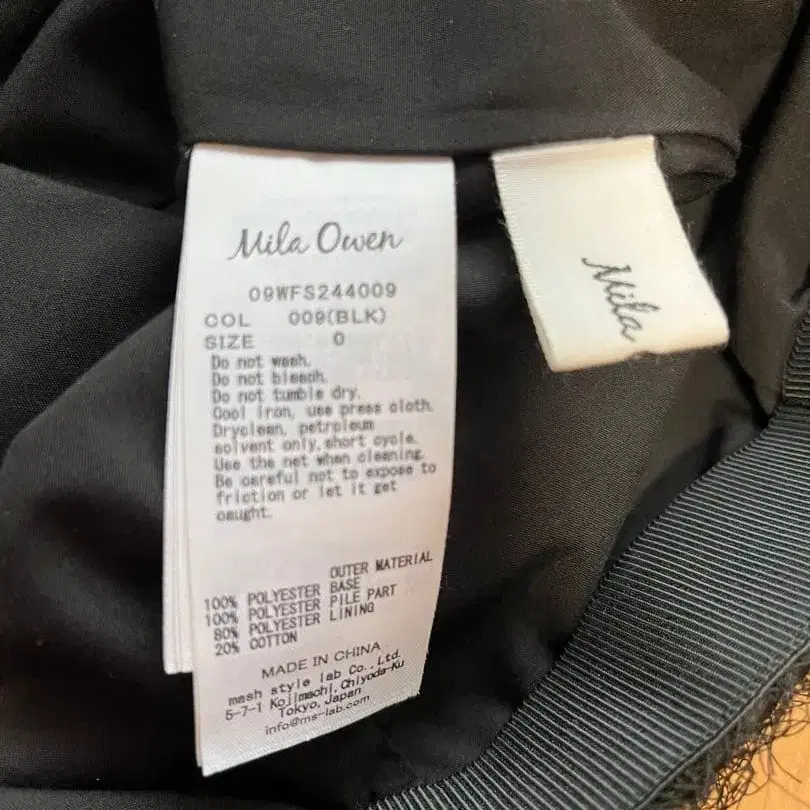 Mila Owen
09WFS244009
COL 009(BLK)
SIZE 0
Do not wash.
Do not bleach.
Do not tumble dry.
Cool iron, use press cloth.
Dryclean, petroleum
solvent only, short cycle.
Use the net when cleaning.
Be careful not to expose to
friction or let it get
caught.
OUTER MATERIAL
100% POLYESTER BASE
100% POLYESTER PILE PART
80% POLYESTER LINING
20% COTTON
MADE IN CHINA
mash style lab Co., Ltd.
5-7-1 Kojimachi, Chiyoda-Ku
Tokyo, Japan
info@ms-lab.com
Mila